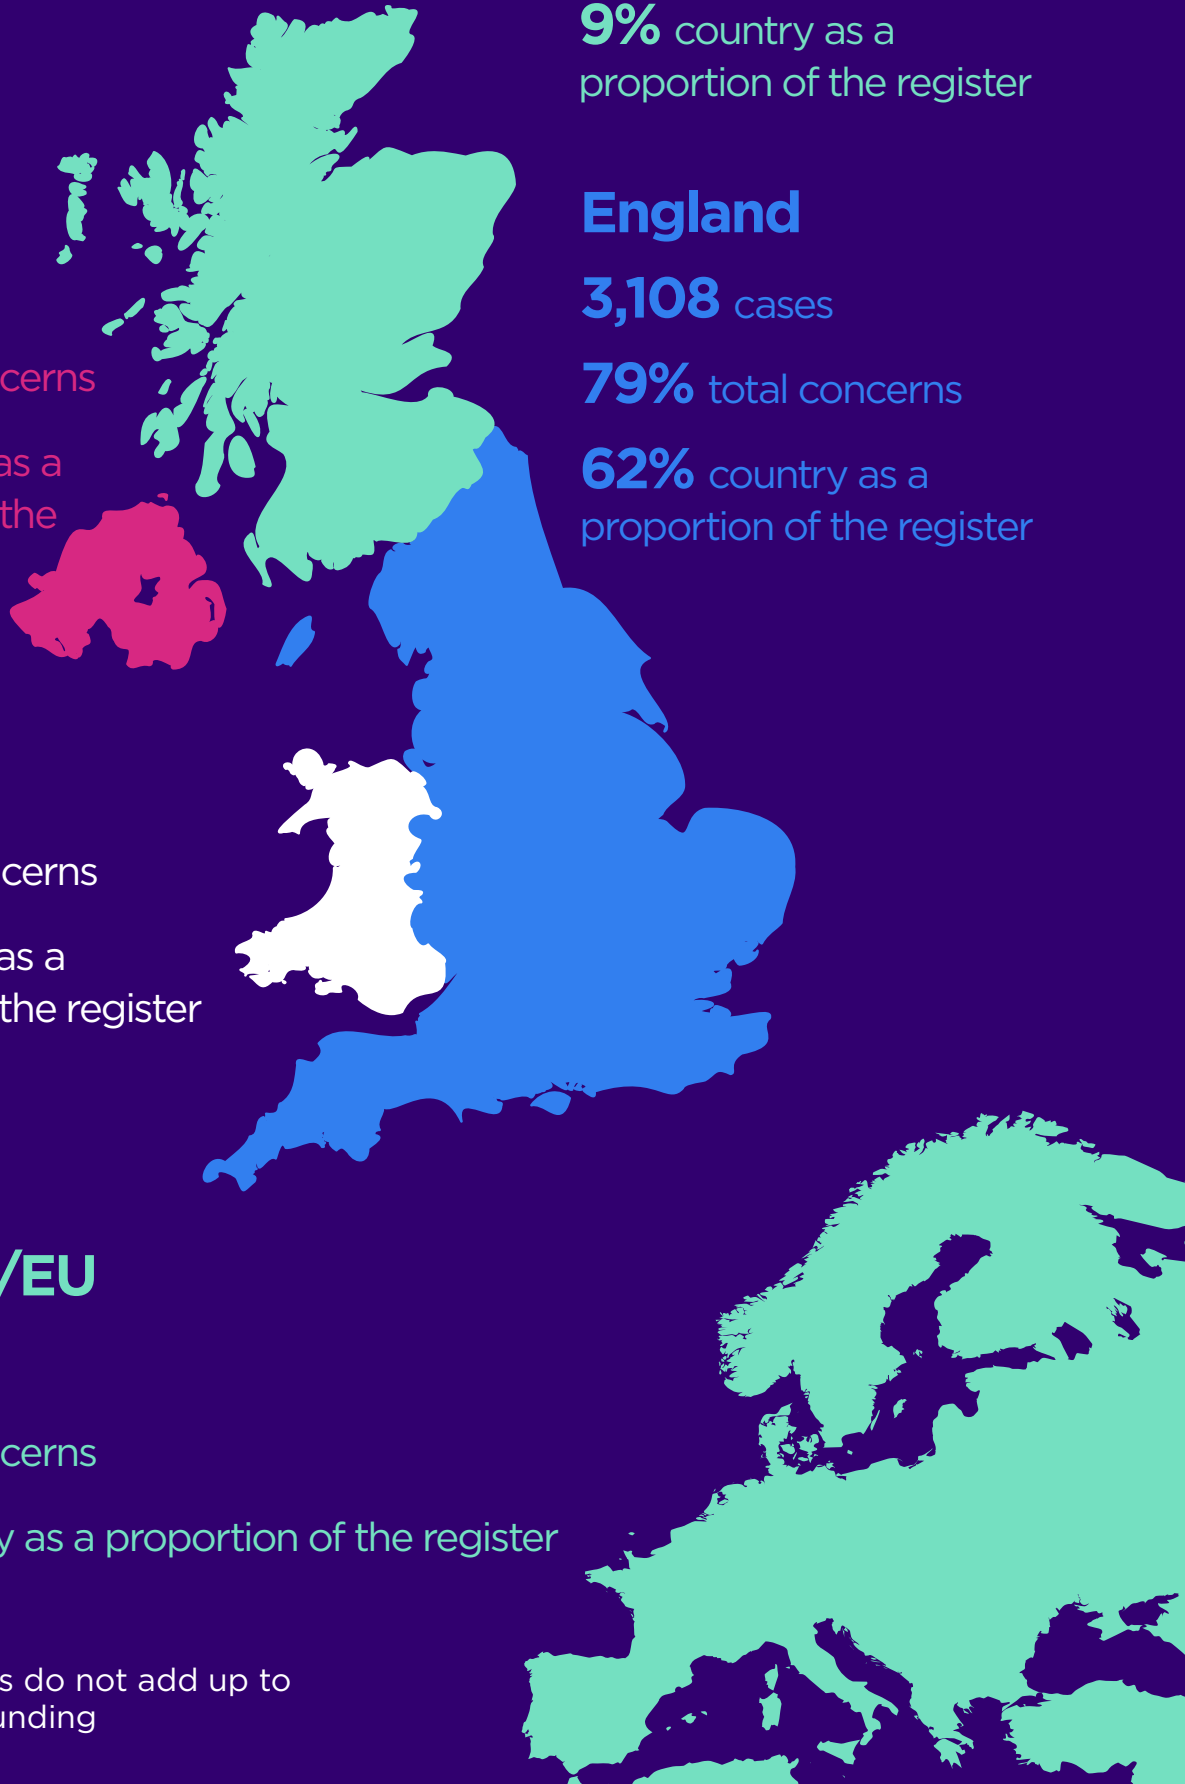 9% country as a
proportion of the register
England
3,108 cases
79% total concerns
62% country as a
proportion of the register
cerns
as a
the
cerns
as a
the register
/EU
cerns
y as a proportion of the register
s do not add up to
unding